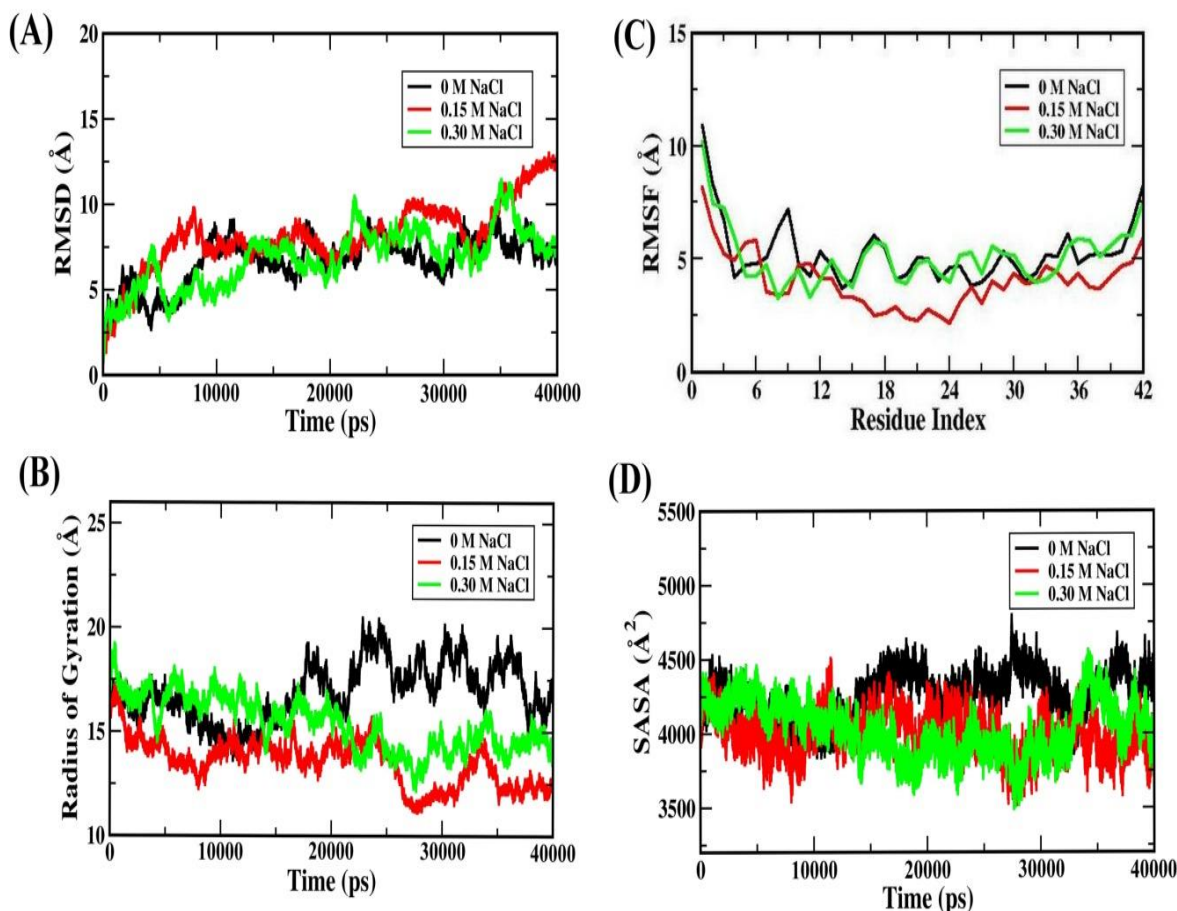 (A)
20
15
10
5
0
RMSD (Å)
0 M NaCl
0.15 M NaCl
0.30 M NaCl
0 10000 20000 30000 40000
Time (ps)
(C)
15
10
5
0
RMSF (Å)
0 M NaCl
0.15 M NaCl
0.30 M NaCl
0 6 12 18 24 30 36 42
Residue Index
(B)
25
20
15
10
Radius of Gyration (Å)
0 M NaCl
0.15 M NaCl
0.30 M NaCl
0 10000 20000 30000 40000
Time (ps)
(D)
5500
5000
4500
4000
3500
SASA (Å²)
0 M NaCl
0.15 M NaCl
0.30 M NaCl
0 10000 20000 30000 40000
Time (ps)